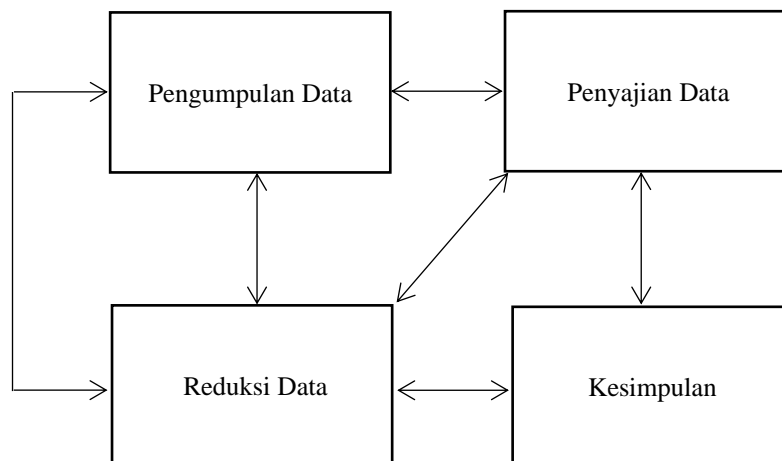 Pengumpulan Data
Penyajian Data
Reduksi Data
Kesimpulan